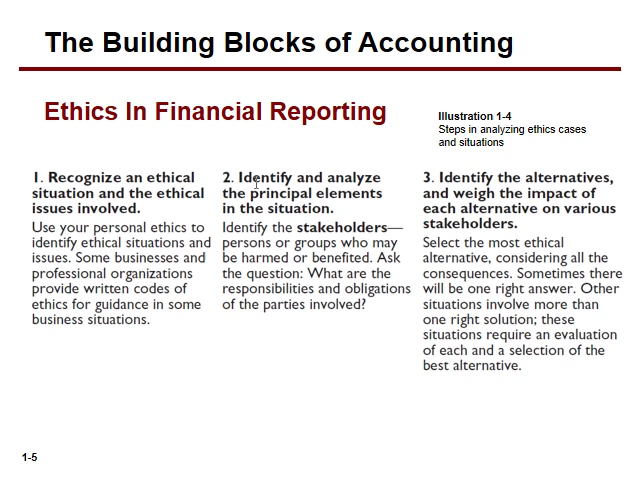 The Building Blocks of Accounting
Ethics In Financial Reporting
Illustration 1-4
Steps in analyzing ethics cases
and situations
1. Recognize an ethical
situation and the ethical
issues involved.
Use your personal ethics to
identify ethical situations and
issues. Some businesses and
professional organizations
provide written codes of
ethics for guidance in some
business situations.
2. Identify and analyze
the principal elements
in the situation.
Identify the stakeholders—
persons or groups who may
be harmed or benefited. Ask
the question: What are the
responsibilities and obligations
of the parties involved?
3. Identify the alternatives,
and weigh the impact of
each alternative on various
stakeholders.
Select the most ethical
alternative, considering all the
consequences. Sometimes there
will be one right answer. Other
situations involve more than
one right solution; these
situations require an evaluation
of each and a selection of the
best alternative.
1-5